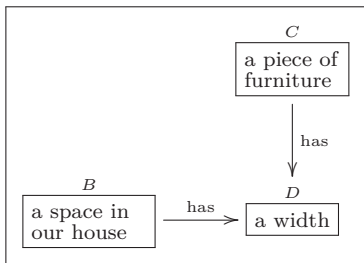 C
a piece of
furniture
has
B
a space in
our house
has
D
a width